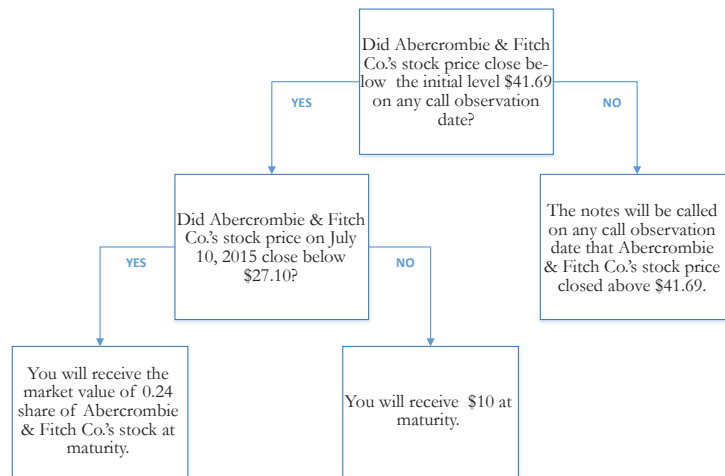 Did Abercrombie & Fitch
Co.'s stock price close be-
low the initial level $41.69
on any call observation
date?
YES
NO
Did Abercrombie & Fitch
Co.'s stock price on July
10, 2015 close below
$27.10?
The notes will be called
on any call observation
date that Abercrombie
& Fitch Co.'s stock price
closed above $41.69.
YES
NO
You will receive the
market value of 0.24
share of Abercrombie
& Fitch Co.'s stock at
maturity.
You will receive $10 at
maturity.